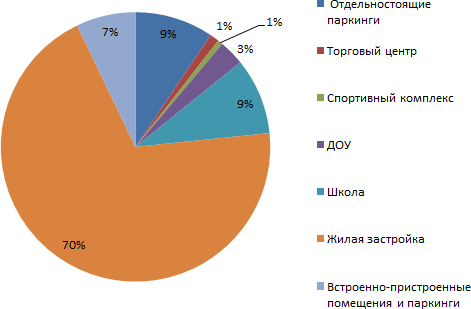 7%
9%
1%
1%
3%
9%
70%
Отдельностоящие
паркинги
Торговый центр
Спортивный комплекс
ДОУ
Школа
Жилая застройка
Встроенно-пристроенные
помещения и паркинги